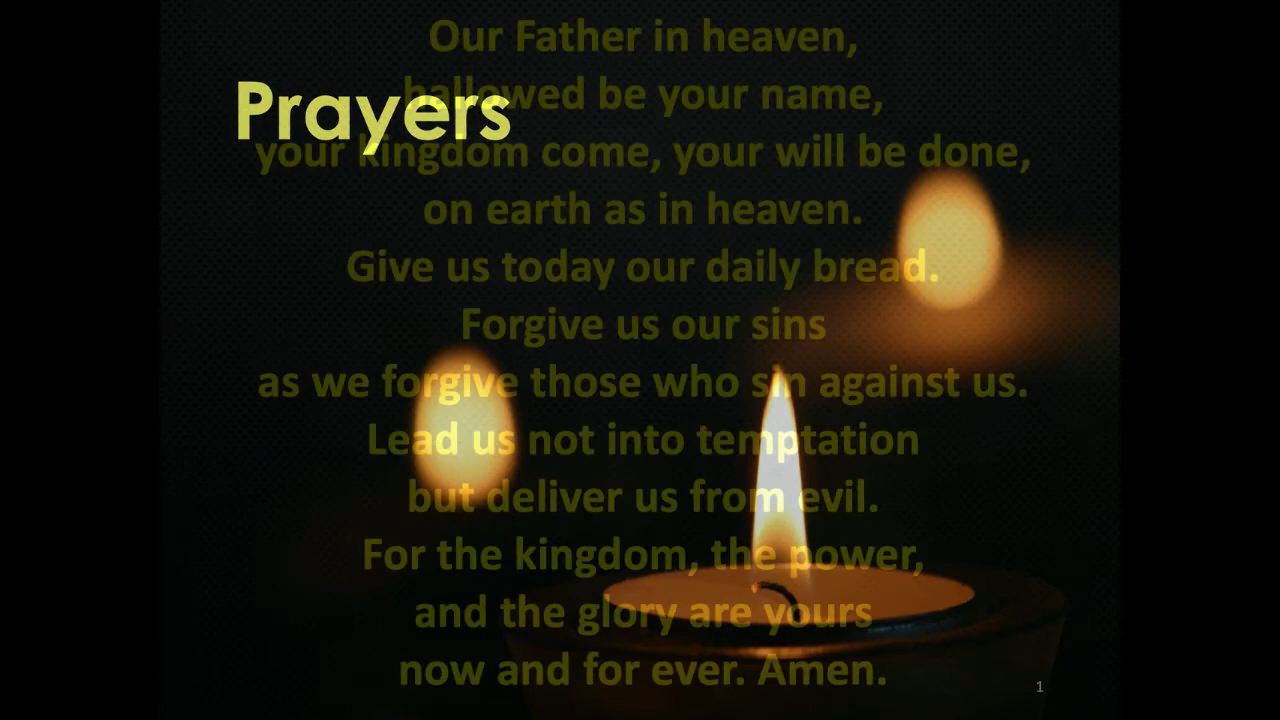 Our Father in heaven,
Prayers
hallowed be your name,
your kingdom come, your will be done,
on earth as in heaven.
Give us today our daily bread.
Forgive us our sins
as we forgive those who sin against us.
Lead us not into temptation
but deliver us from evil.
For the kingdom, the power,
and the glory are yours
now and for ever. Amen.
1